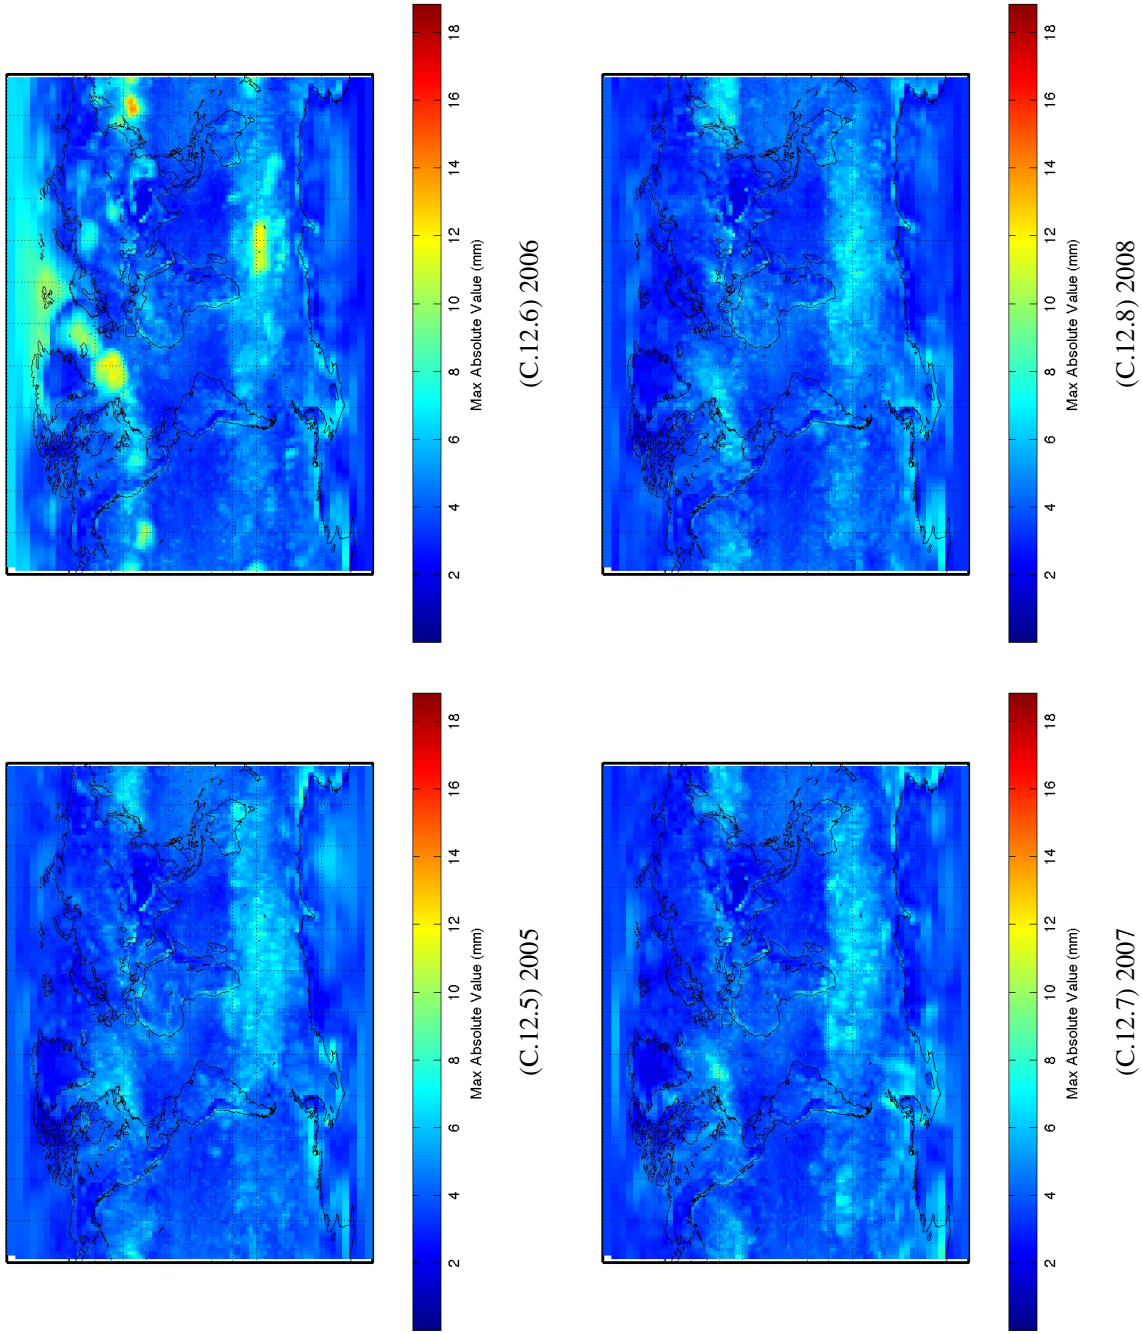 2 4 6 8 10 12 14 16 18
Max Absolute Value (mm)
(C.12.5) 2005
2 4 6 8 10 12 14 16 18
Max Absolute Value (mm)
(C.12.6) 2006
2 4 6 8 10 12 14 16 18
Max Absolute Value (mm)
(C.12.7) 2007
2 4 6 8 10 12 14 16 18
Max Absolute Value (mm)
(C.12.8) 2008